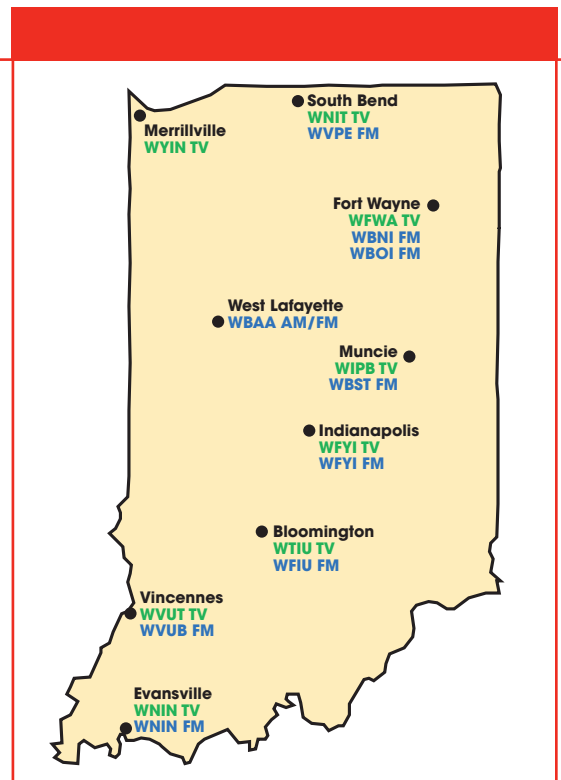 South Bend
WNIT TV
WVPE FM
Merrillville
WYIN TV
Fort Wayne
WFWA TV
WBNI FM
WBOI FM
West Lafayette
WBAA AM/FM
Muncie
WIPB TV
WBST FM
Indianapolis
WFYI TV
WFYI FM
Bloomington
WTIU TV
WFIU FM
Vincennes
WVUT TV
WVUB FM
Evansville
WNIN TV
WNIN FM